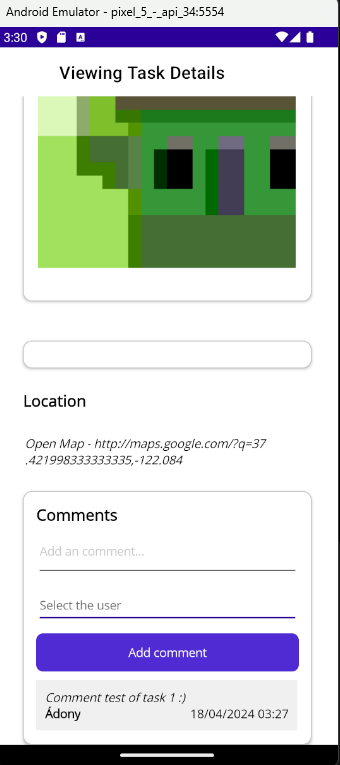 Android Emulator - pixel_5_-_api_34:5554
3:30
Viewing Task Details
Location
Open Map - http://maps.google.com/?q=37
.421998333333335,-122.084
Comments
Add an comment...
Select the user
Add comment
Comment test of task 1 :)
Ádony 18/04/2024 03:27